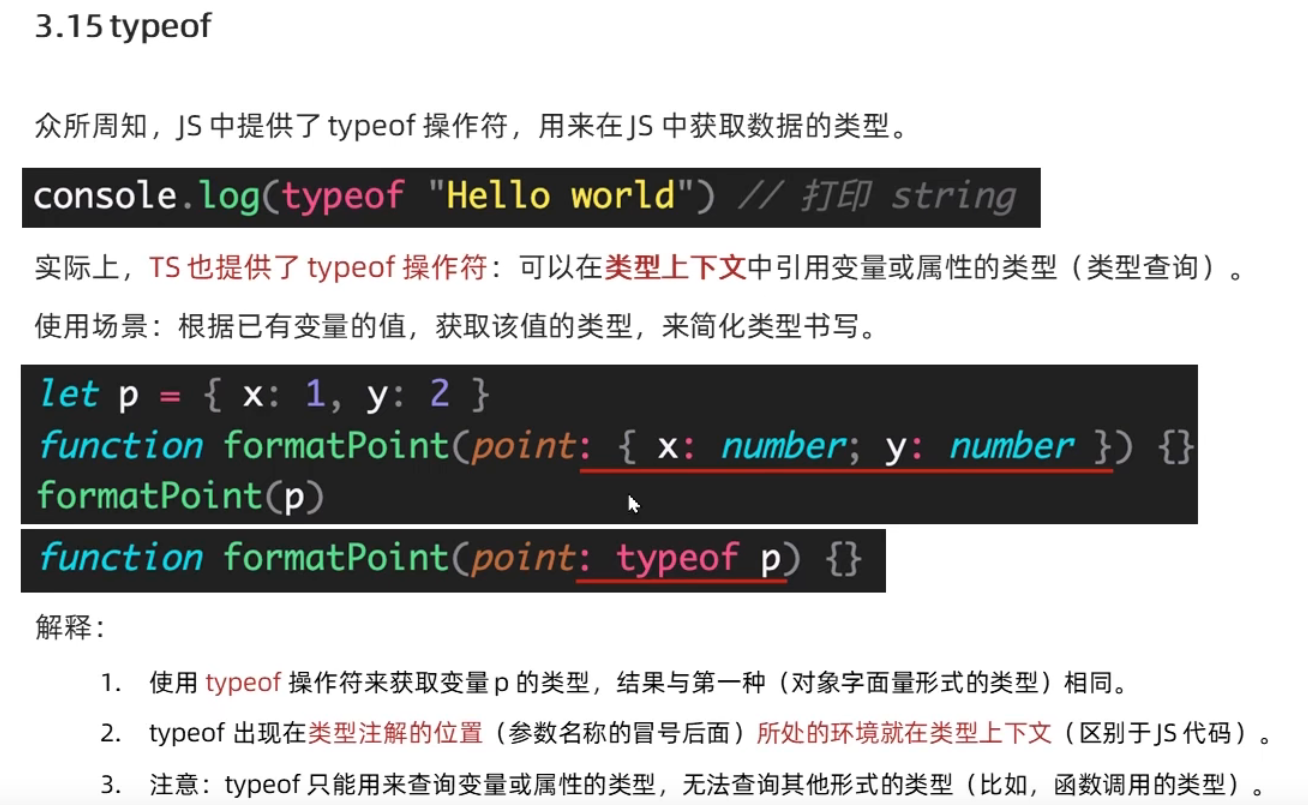 3.15 typeof
众所周知，JS 中提供了 typeof 操作符，用来在 JS 中获取数据的类型。
console.log(typeof "Hello world") // 打印 string
实际上，TS 也提供了 typeof 操作符：可以在类型上下文中引用变量或属性的类型（类型查询）。
使用场景：根据已有变量的值，获取该值的类型，来简化类型书写。
let p = { x: 1, y: 2 }
function formatPoint(point: { x: number; y: number }) {}
formatPoint(p)
function formatPoint(point: typeof p) {}
解释：
1. 使用 typeof 操作符来获取变量 p 的类型，结果与第一种（对象字面量形式的类型）相同。
2. typeof 出现在类型注解的位置（参数名称的冒号后面）所处的环境就在类型上下文（区别于 JS 代码）。
3. 注意：typeof 只能用来查询变量或属性的类型，无法查询其他形式的类型（比如，函数调用的类型）。